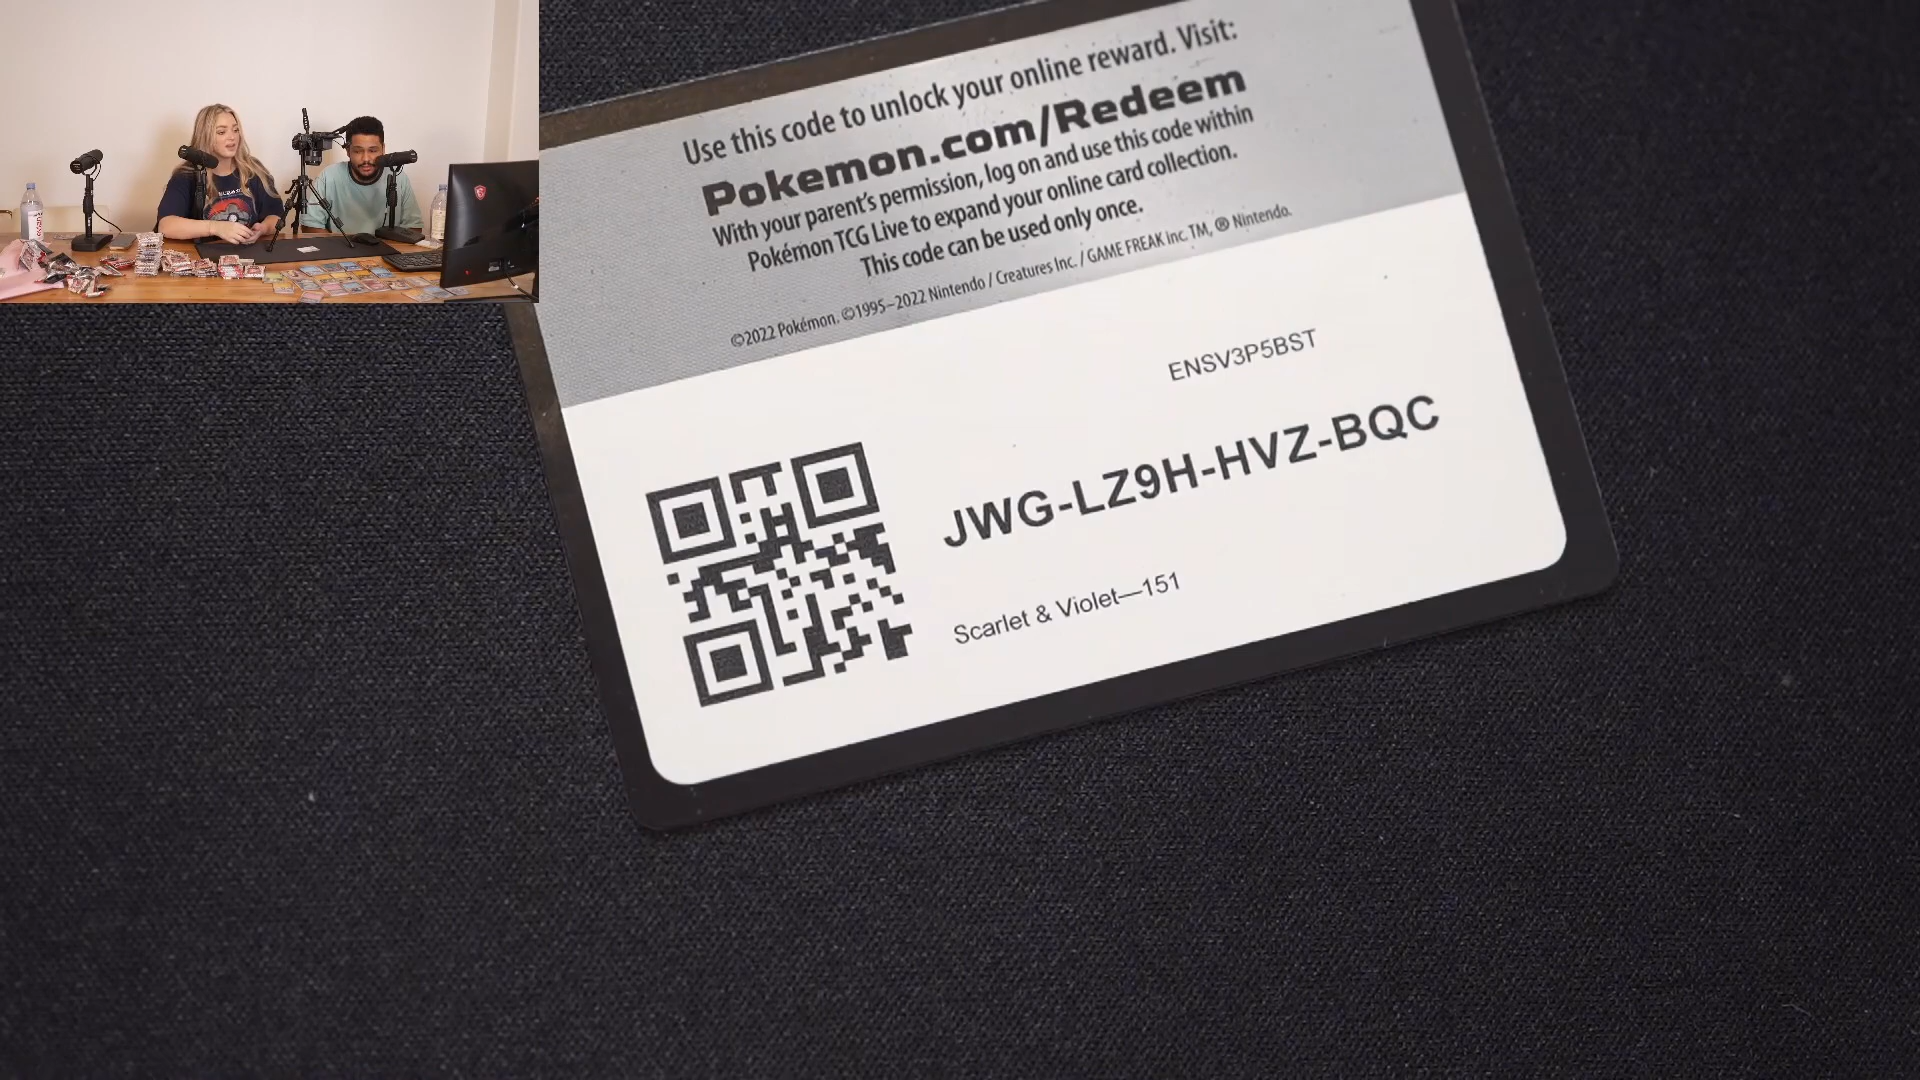 Use this code to unlock your online reward. Visit:
Pokemon.com/Redeem
With your parent's permission, log on and use this code within
Pokémon TCG Live to expand your online card collection.
This code can be used only once.
©2022 Pokémon. ©1995–2022 Nintendo / Creatures Inc. / GAME FREAK inc. TM, ® Nintendo.
ENSV3P5BST
JWG-LZ9H-HVZ-BQC
Scarlet & Violet—151